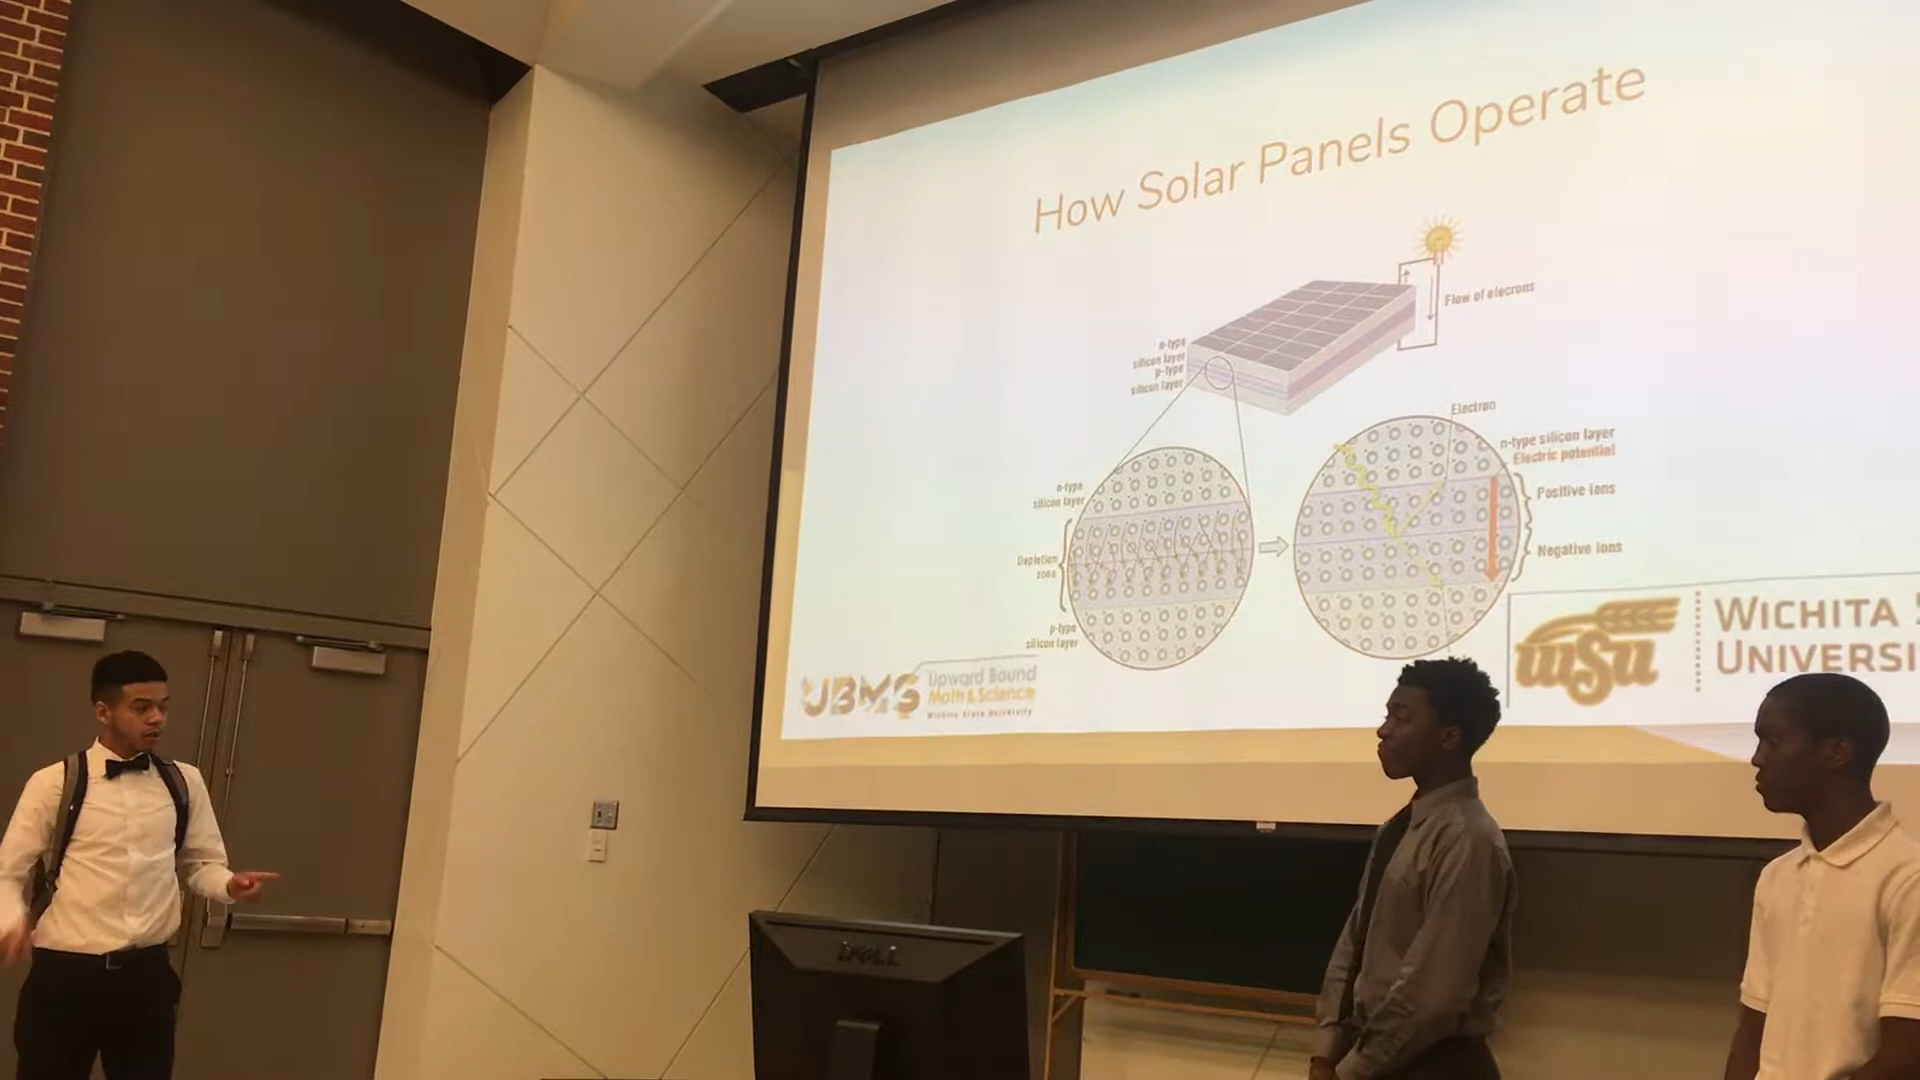 How Solar Panels Operate
Flow of elecrons
n-type
silicon layer
p-type
silicon layer
Electron
n-type silicon layer
Electric potential
n-type
silicon layer
Positive ions
Depletion
zone
Negative ions
p-type
silicon layer
UBMS
Upward Bound
Math & Science
Wichita State University
wsu
WICHITA S
UNIVERSI
DELL